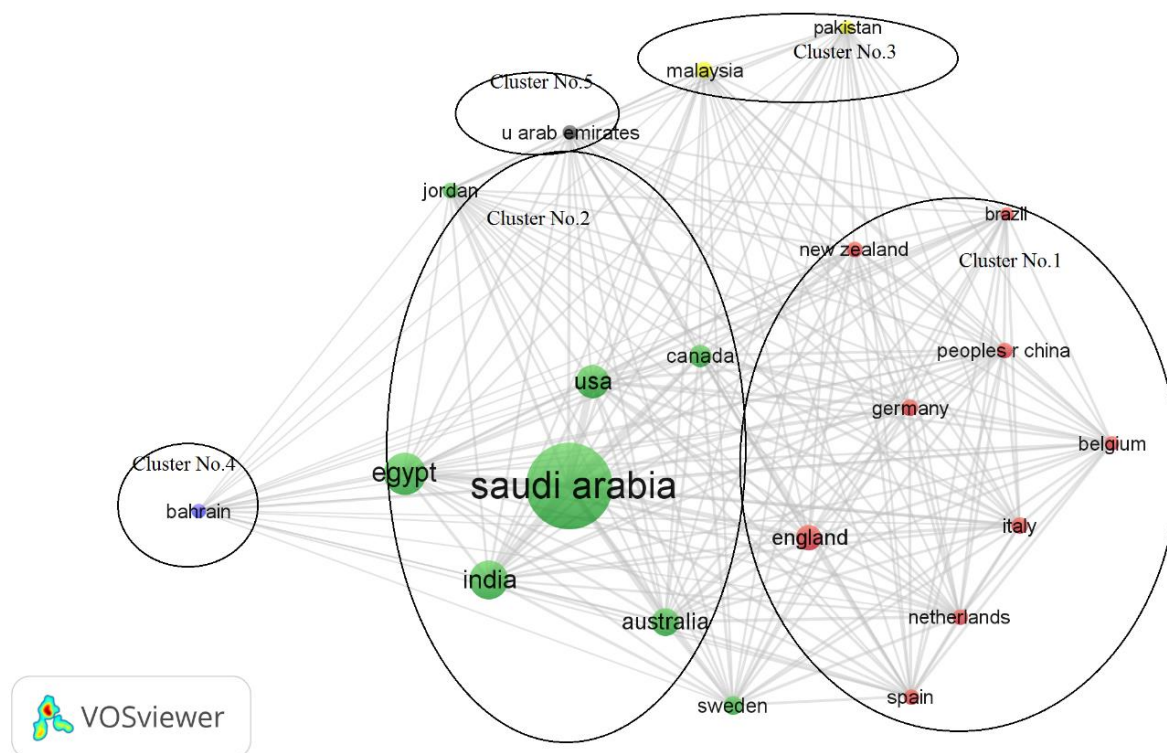 pakistan
Cluster No.3
malaysia
Cluster No.5
u arab emirates
jordan
Cluster No.2
brazil
new zealand
Cluster No.1
canada
peoples r china
usa
germany
belgium
Cluster No.4
egypt
saudi arabia
bahrain
italy
england
india
australia
netherlands
spain
sweden
VOSviewer